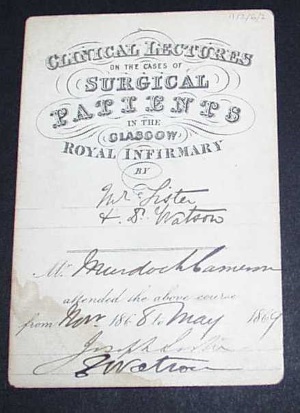 CLINICAL LECTURES
ON THE CASES OF
SURGICAL
PATIENTS
IN THE
GLASGOW
ROYAL INFIRMARY
BY
Mr Lister
& Dr Watson
Mr Murdoch Cameron
attended the above course
from Nov 1868 to May 1869
Joseph Lister
E Watson